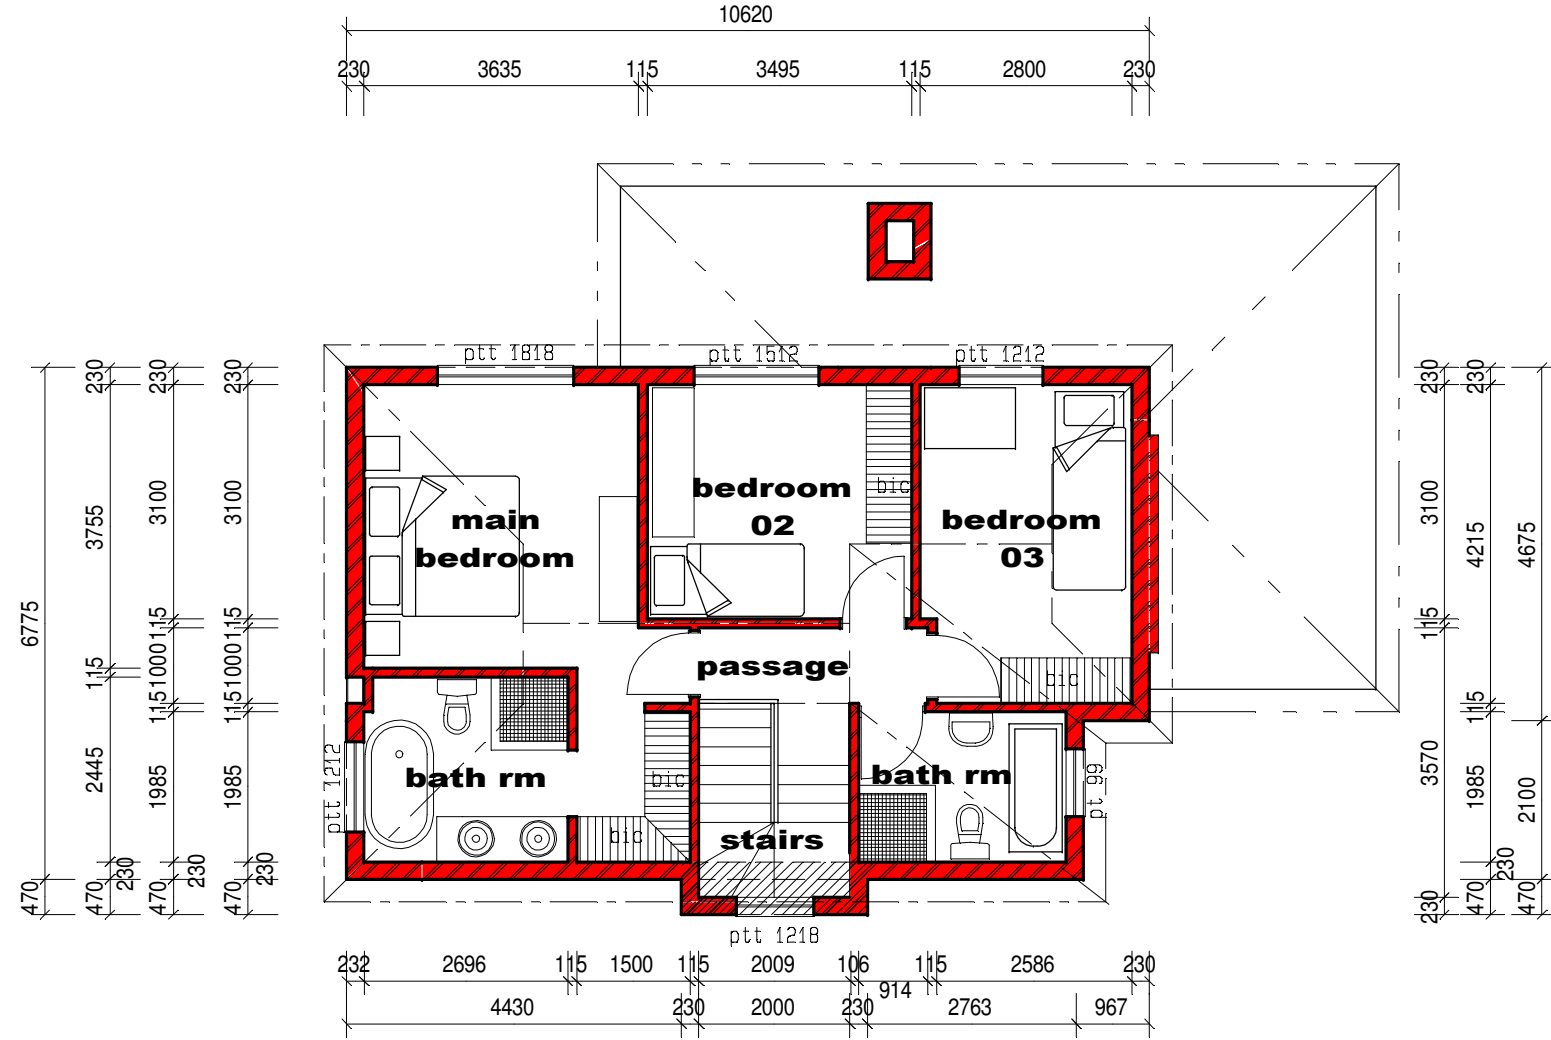 10620
230 3635 115 3495 115 2800 230
ptt 1818 ptt 1512 ptt 1212
6775
470
230
3755
115
2445
230
470
230
3100
115
1000
115
1985
230
470
230
3100
115
1000
115
1985
230
470
main
bedroom
bedroom
02
bic
bedroom
03
passage
bic
bath rm
bic
bic
stairs
bath rm
ptt 1212
pt 99
ptt 1218
230
3100
115
3570
230
230
4215
115
1985
230
470
4675
2100
470
232 2696 115 1500 115 2009 106 914 115 2586 230
4430 230 2000 230 2763 967